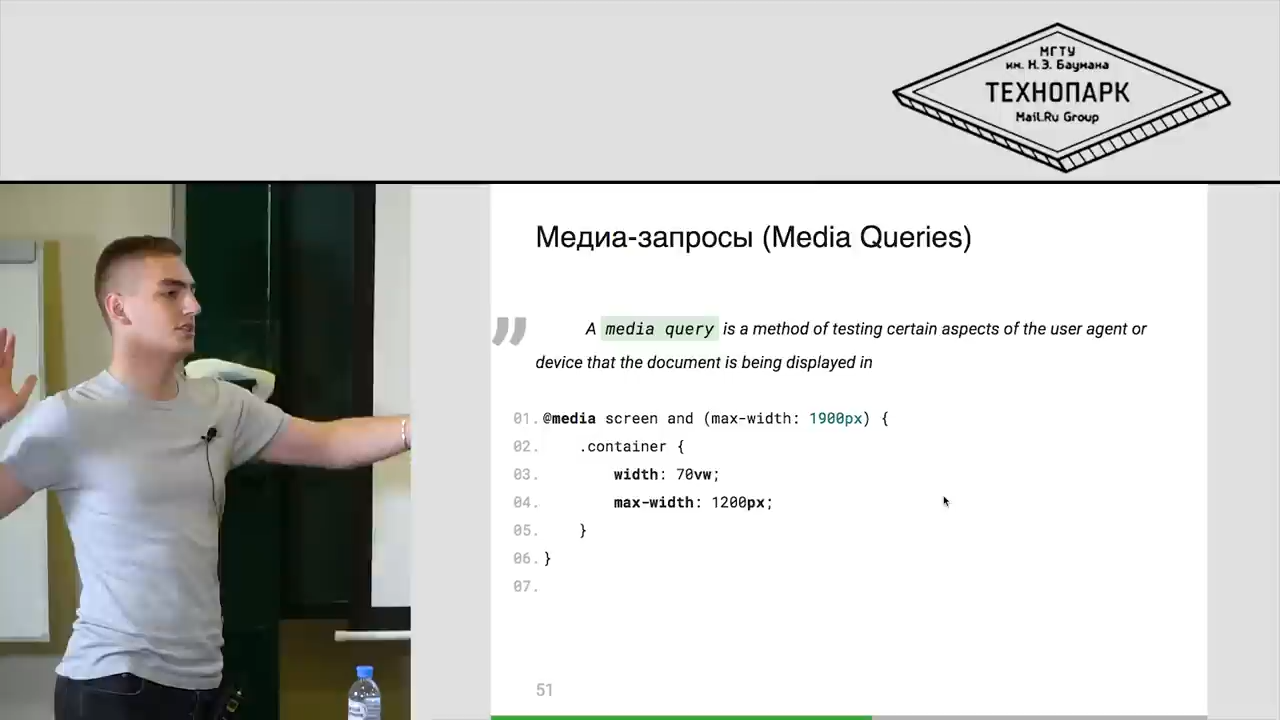 МГТУ
им. Н.Э. Баумана
ТЕХНОПАРК
Mail.Ru Group
Медиа-запросы (Media Queries)
” A media query is a method of testing certain aspects of the user agent or
device that the document is being displayed in
01. @media screen and (max-width: 1900px) {
02. .container {
03. width: 70vw;
04. max-width: 1200px;
05. }
06. }
07.
51